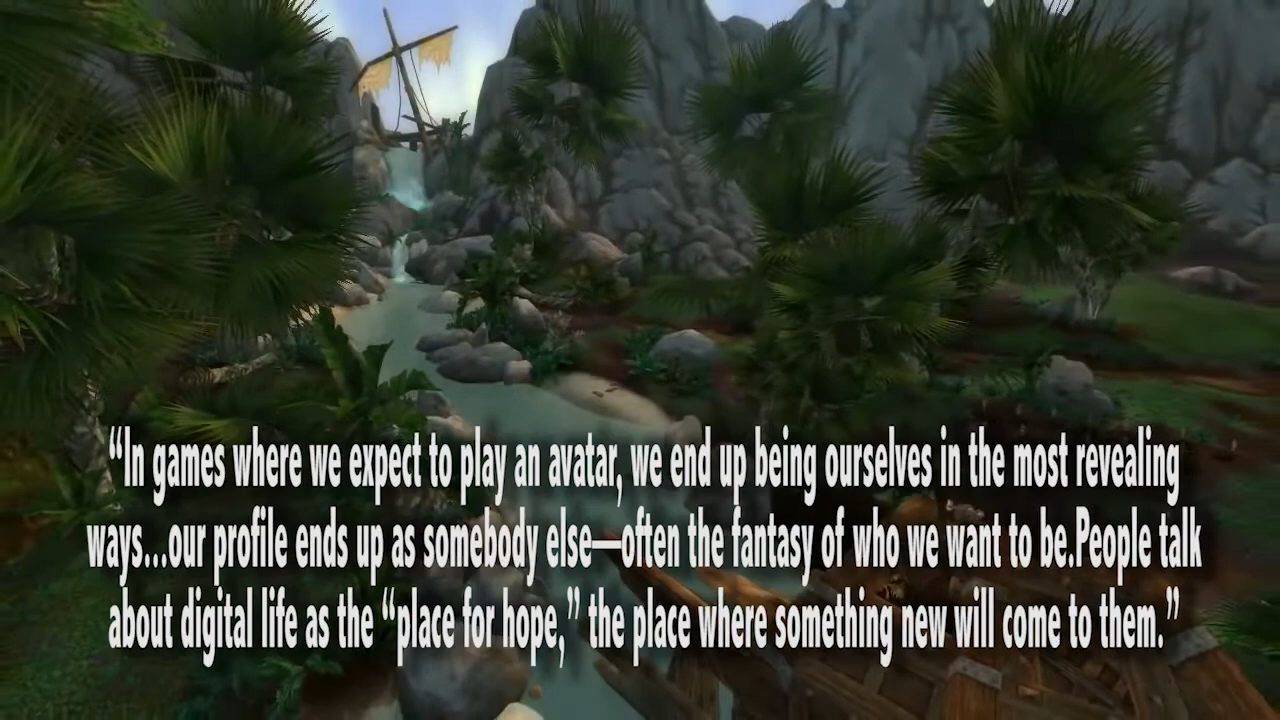 “In games where we expect to play an avatar, we end up being ourselves in the most revealing
ways...our profile ends up as somebody else—often the fantasy of who we want to be.People talk
about digital life as the “place for hope,” the place where something new will come to them.”